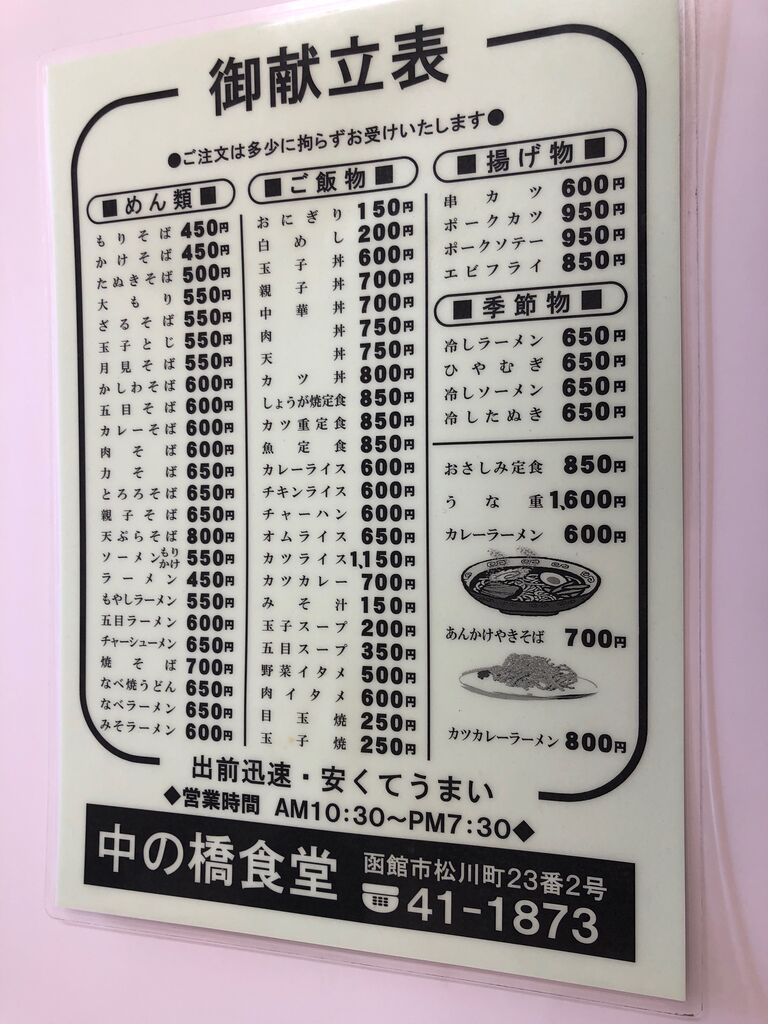 御献立表
●ご注文は多少に拘らずお受けいたします●
■めん類■
もりそば 450円
かけそば 450円
たぬきそば 500円
大もり 550円
ざるそば 550円
玉子とじ 550円
月見そば 550円
かしわそば 600円
五目そば 600円
カレーそば 600円
肉そば 600円
力そば 650円
とろろそば 650円
親子そば 650円
天ぷらそば 800円
ソーメンもりかけ 550円
ラーメン 450円
もやしラーメン 550円
五目ラーメン 600円
チャーシューメン 650円
焼そば 700円
なべ焼うどん 650円
なべラーメン 650円
みそラーメン 600円
■ご飯物■
おにぎり 150円
白めし 200円
玉子丼 600円
親子丼 700円
中華丼 700円
肉丼 750円
天丼 750円
カツ丼 800円
しょうが焼定食 850円
カツ重定食 850円
魚定食 850円
カレーライス 600円
チキンライス 600円
チャーハン 600円
オムライス 650円
カツライス 1,150円
カツカレー 700円
みそ汁 150円
玉子スープ 200円
五目スープ 350円
野菜イタメ 500円
肉イタメ 600円
目玉焼 250円
玉子焼 250円
■揚げ物■
串カツ 600円
ポークカツ 950円
ポークソテー 950円
エビフライ 850円
■季節物■
冷しラーメン 650円
ひやむぎ 650円
冷しソーメン 650円
冷したぬき 650円
おさしみ定食 850円
うな重 1,600円
カレーラーメン 600円
あんかけやきそば 700円
カツカレーラーメン 800円
出前迅速・安くてうまい
◆営業時間 AM10:30〜PM7:30◆
中の橋食堂
函館市松川町23番2号
41-1873